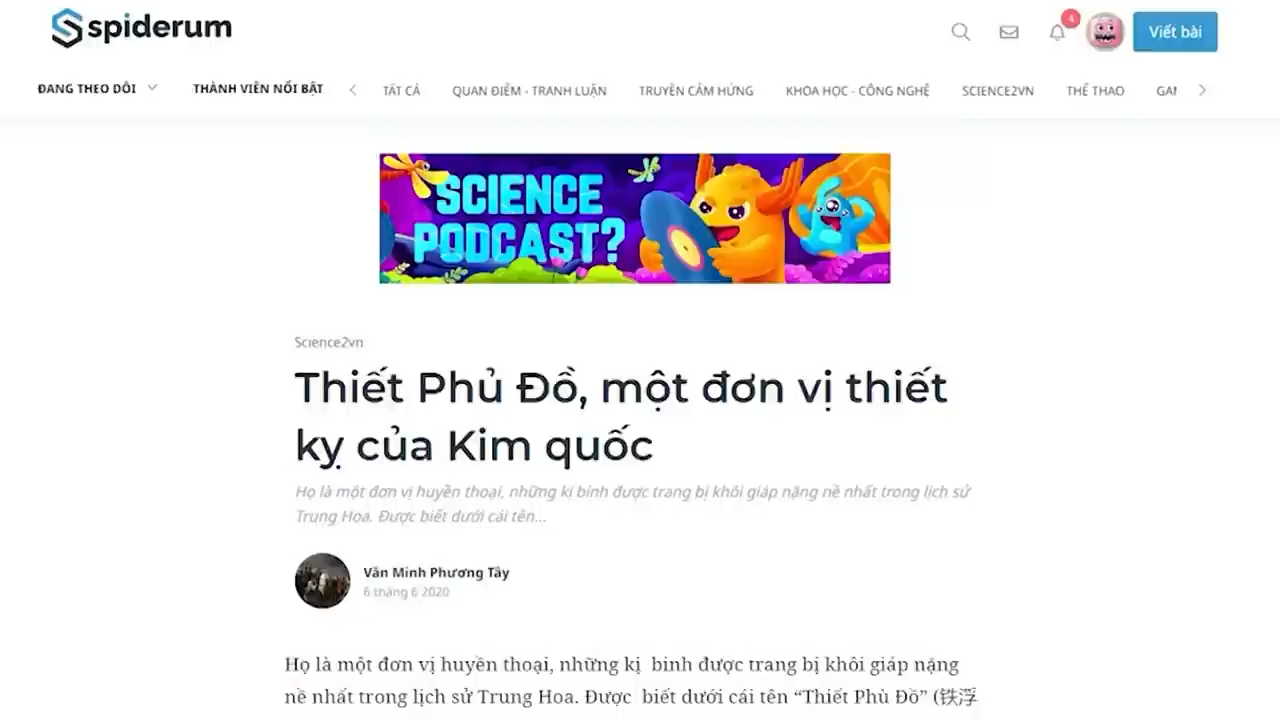 spiderum
4
Viết bài
ĐANG THEO DÕI
THÀNH VIÊN NỔI BẬT
TẤT CẢ
QUAN ĐIỂM - TRANH LUẬN
TRUYỀN CẢM HỨNG
KHOA HỌC - CÔNG NGHỆ
SCIENCE2VN
THỂ THAO
GAM
SCIENCE
PODCAST?
Science2vn
Thiết Phủ Đồ, một đơn vị thiết
kỵ của Kim quốc
Họ là một đơn vị huyền thoại, những kị binh được trang bị khôi giáp nặng nề nhất trong lịch sử
Trung Hoa. Được biết dưới cái tên...
Văn Minh Phương Tây
6 tháng 6 2020
Họ là một đơn vị huyền thoại, những kị binh được trang bị khôi giáp nặng
nề nhất trong lịch sử Trung Hoa. Được biết dưới cái tên “Thiết Phù Đồ” (铁浮